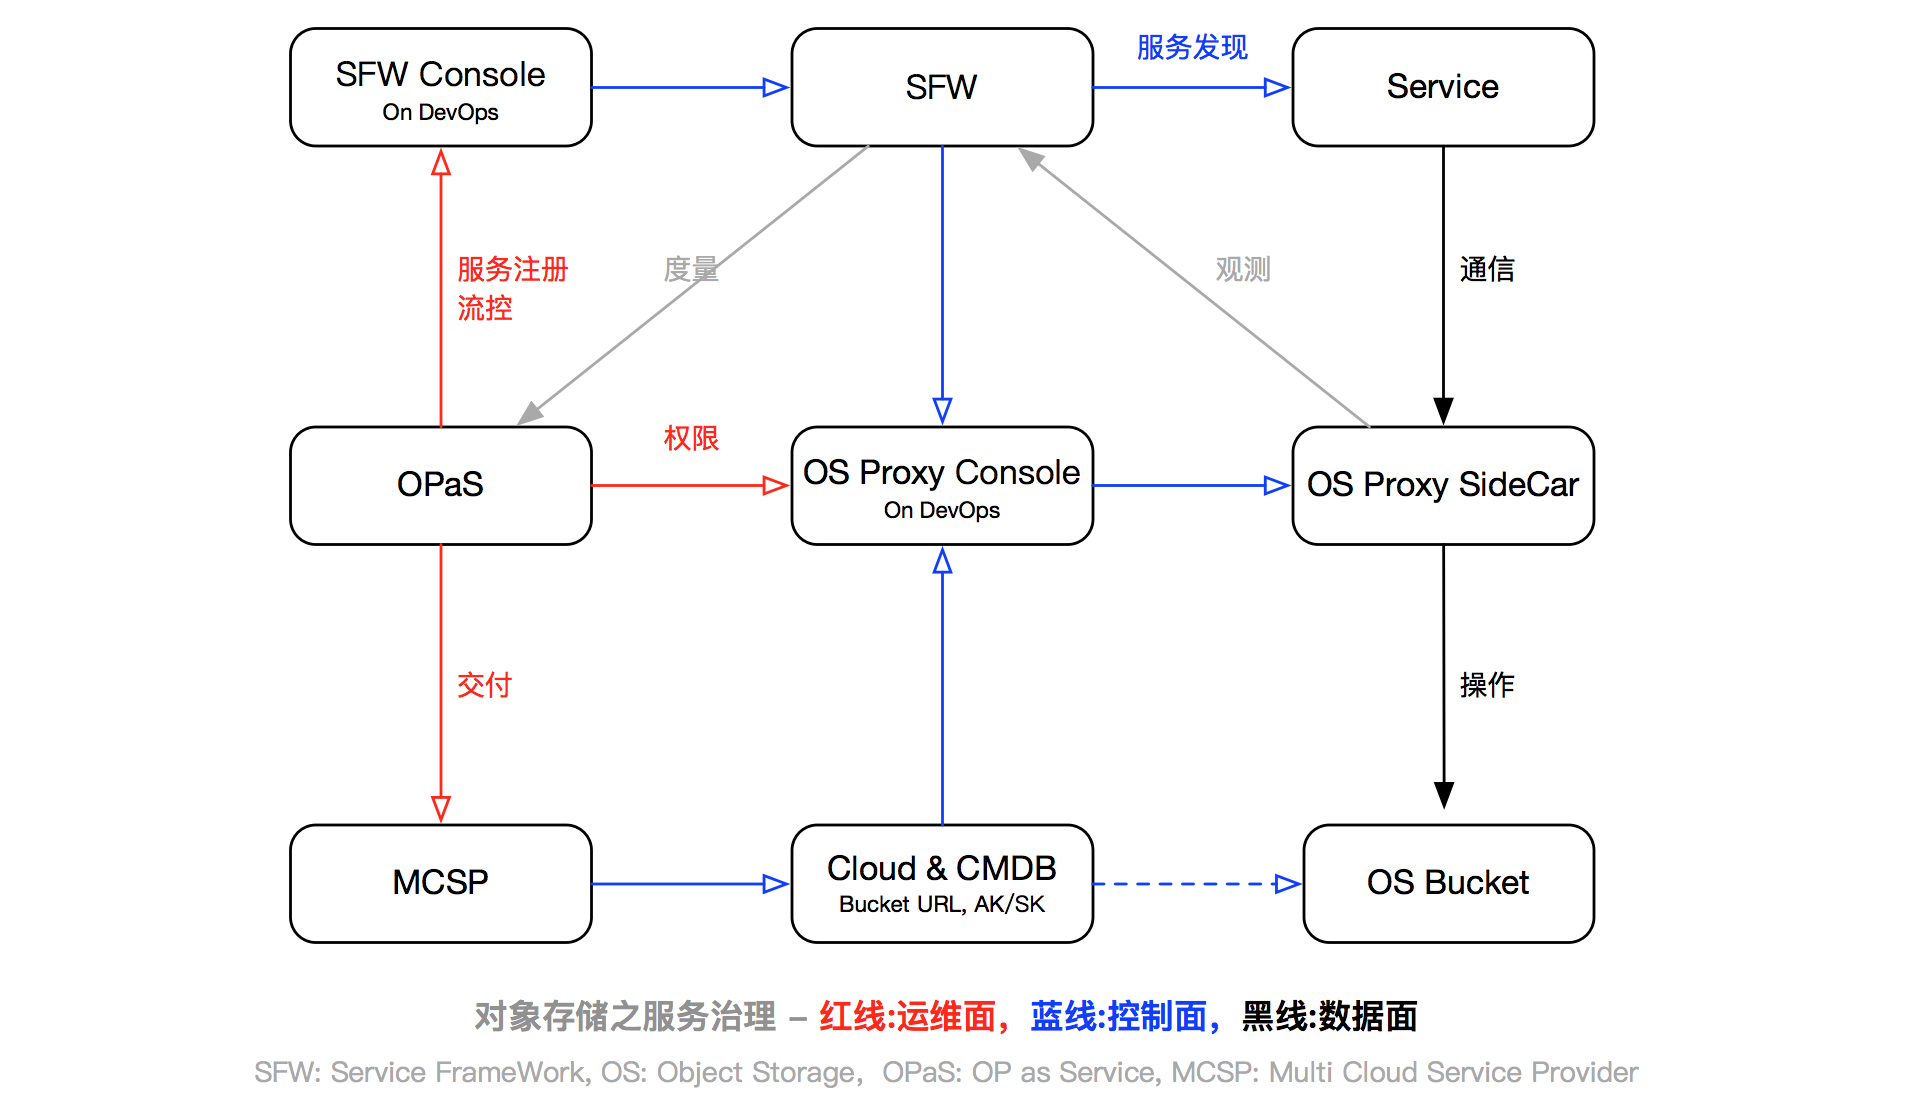 SFW Console
On DevOps
SFW
服务发现
Service
服务注册
流控
度量
观测
通信
OPaS
权限
OS Proxy Console
On DevOps
OS Proxy SideCar
交付
操作
MCSP
Cloud & CMDB
Bucket URL, AK/SK
OS Bucket
对象存储之服务治理 – 红线:运维面，蓝线:控制面，黑线:数据面
SFW: Service FrameWork, OS: Object Storage，OPaS: OP as Service, MCSP: Multi Cloud Service Provider